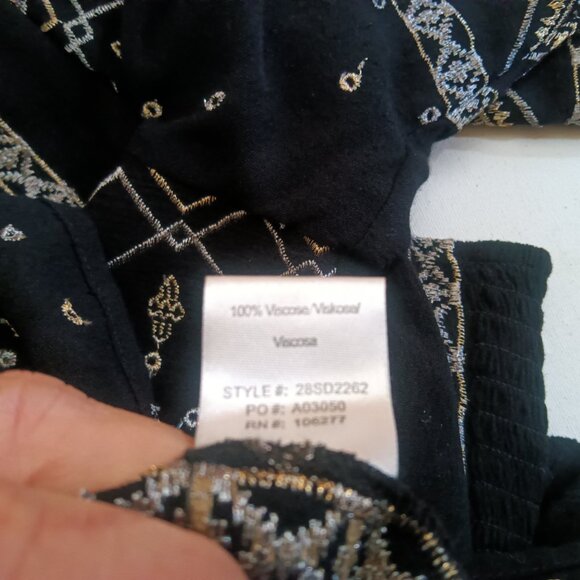 100% Viscose/Viskose/
Viscosa
STYLE #: 28SD2262
PO #: A03050
RN #: 106277